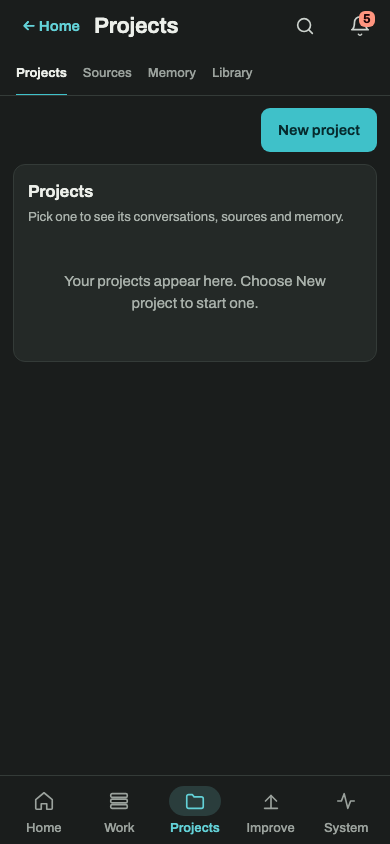 ← Home Projects 5
Projects Sources Memory Library
New project
Projects
Pick one to see its conversations, sources and memory.
Your projects appear here. Choose New
project to start one.
Home Work Projects Improve System